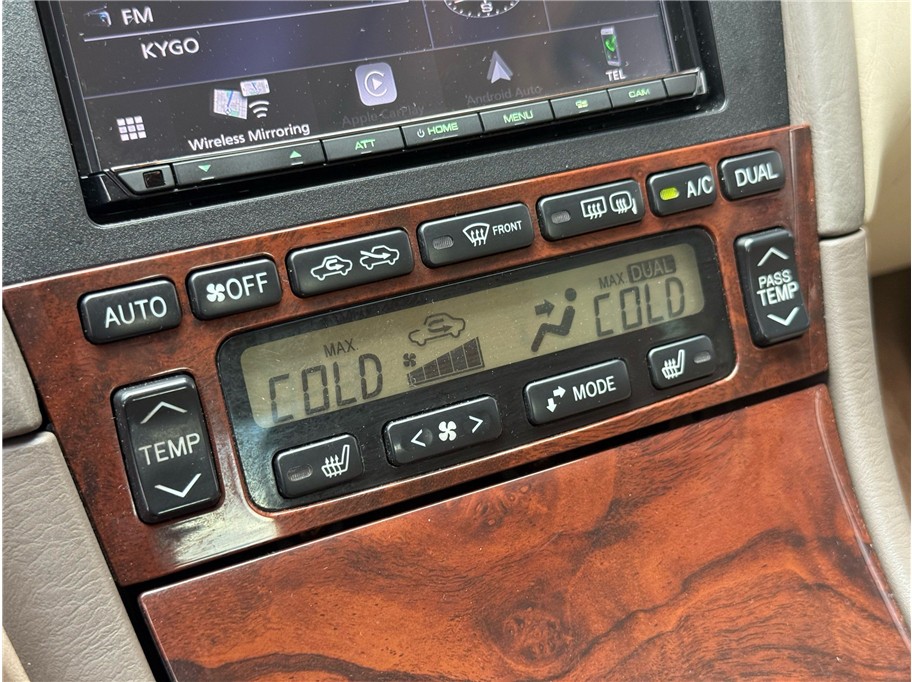 FM
KYGO
TEL
Wireless Mirroring
Apple CarPlay
Android Auto
ATT
HOME
MENU
CAM
AUTO
OFF
FRONT
A/C
DUAL
TEMP
MAX
COLD
MAX DUAL
COLD
PASS
TEMP
MODE